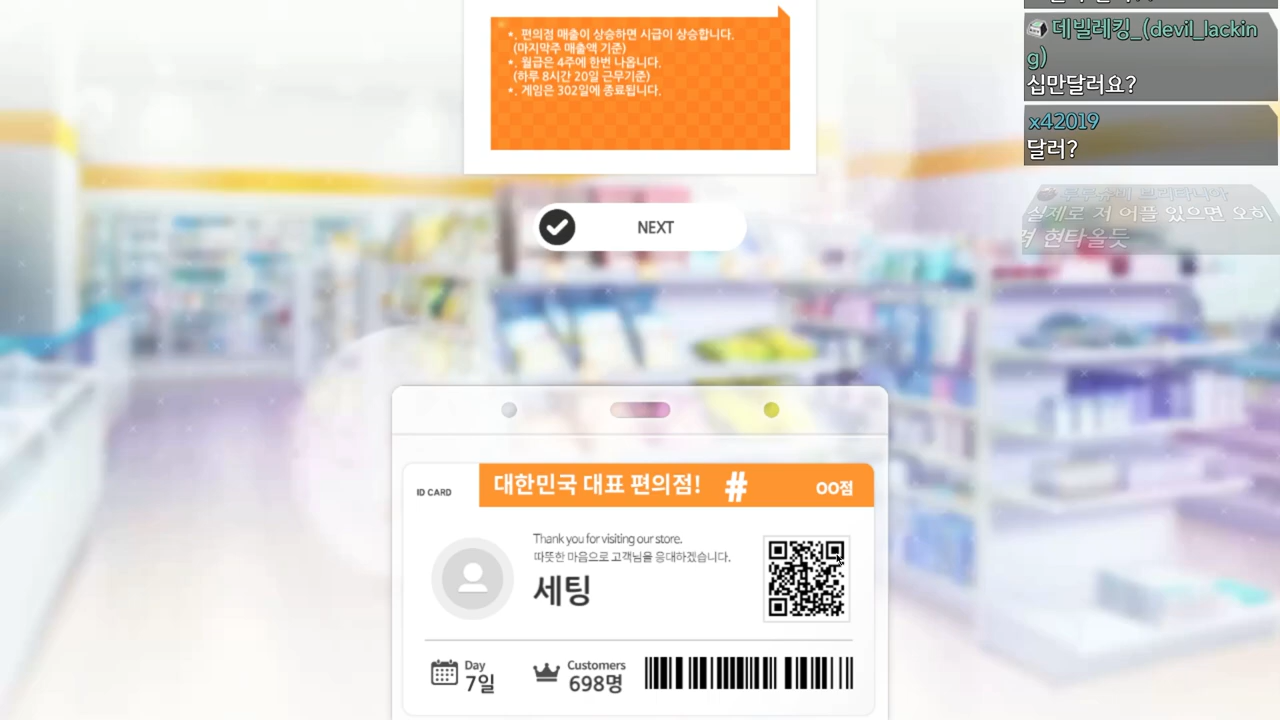 •. 편의점 매출이 상승하면 시급이 상승합니다.
(마지막주 매출액 기준)
•. 월급은 4주에 한번 나옵니다.
(하루 8시간 20일 근무기준)
•. 게임은 302일에 종료됩니다.
NEXT
ID CARD
대한민국 대표 편의점!
#
OO점
Thank you for visiting our store.
따뜻한 마음으로 고객님을 응대하겠습니다.
세팅
Day
7일
Customers
698명
데빌레킹_(devil_lackin
g)
십만달러요?
x42019
달러?
실제로 저 어플 있으면 오히
려 현타올듯